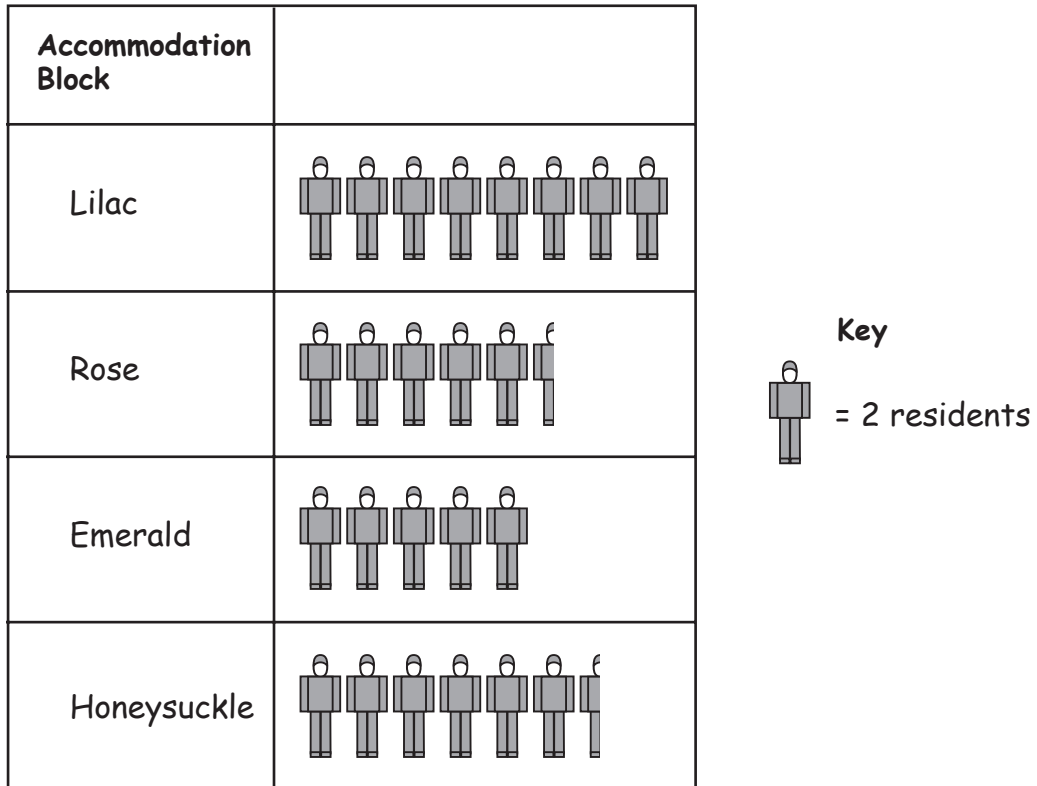 Accommodation
Block
Lilac
Rose
Emerald
Honeysuckle
Key
= 2 residents